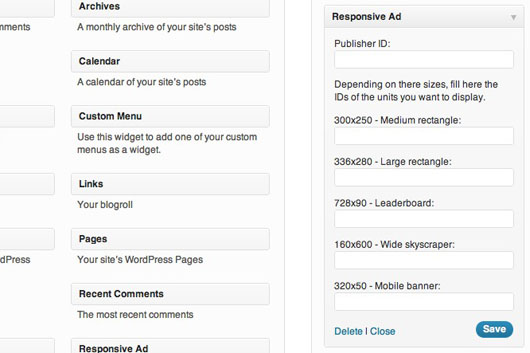 mments
dPress
Archives
A monthly archive of your site's posts
Calendar
A calendar of your site's posts
Custom Menu
Use this widget to add one of your custom
menus as a widget.
Links
Your blogroll
Pages
Your site's WordPress Pages
Recent Comments
The most recent comments
Responsive Ad
Responsive Ad
Publisher ID:
Depending on there sizes, fill here the
IDs of the units you want to display.
300x250 - Medium rectangle:
336x280 - Large rectangle:
728x90 - Leaderboard:
160x600 - Wide skyscraper:
320x50 - Mobile banner:
Delete | Close Save